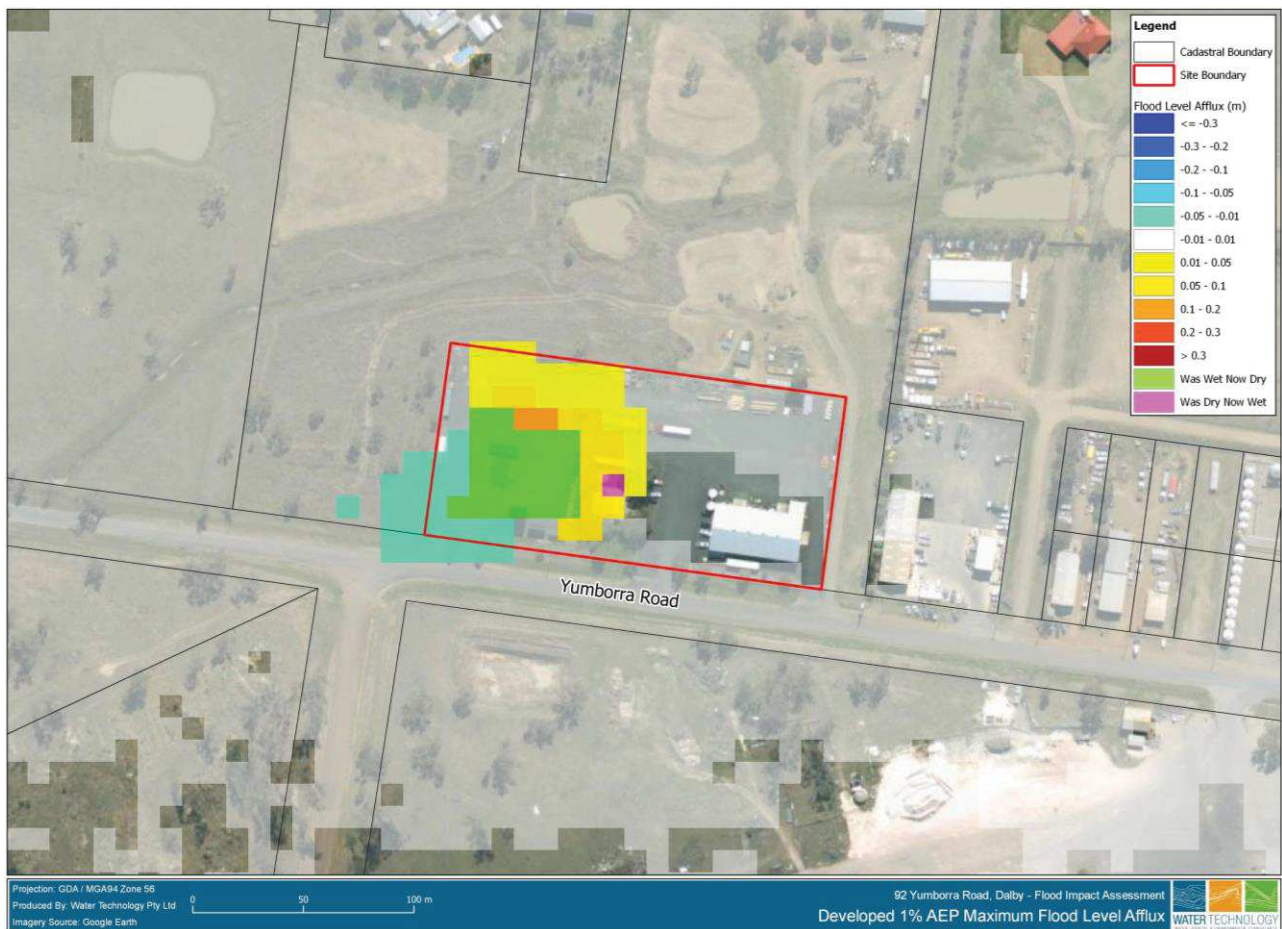 Legend
Cadastral Boundary
Site Boundary
Flood Level Afflux (m)
<= -0.3
-0.3 - -0.2
-0.2 - -0.1
-0.1 - -0.05
-0.05 - -0.01
-0.01 - 0.01
0.01 - 0.05
0.05 - 0.1
0.1 - 0.2
0.2 - 0.3
> 0.3
Was Wet Now Dry
Was Dry Now Wet
Yumborra Road
Projection: GDA / MGA94 Zone 56
Produced By: Water Technology Pty Ltd
Imagery Source: Google Earth
0 50 100 m
92 Yumborra Road, Dalby - Flood Impact Assessment
Developed 1% AEP Maximum Flood Level Afflux
WATER TECHNOLOGY